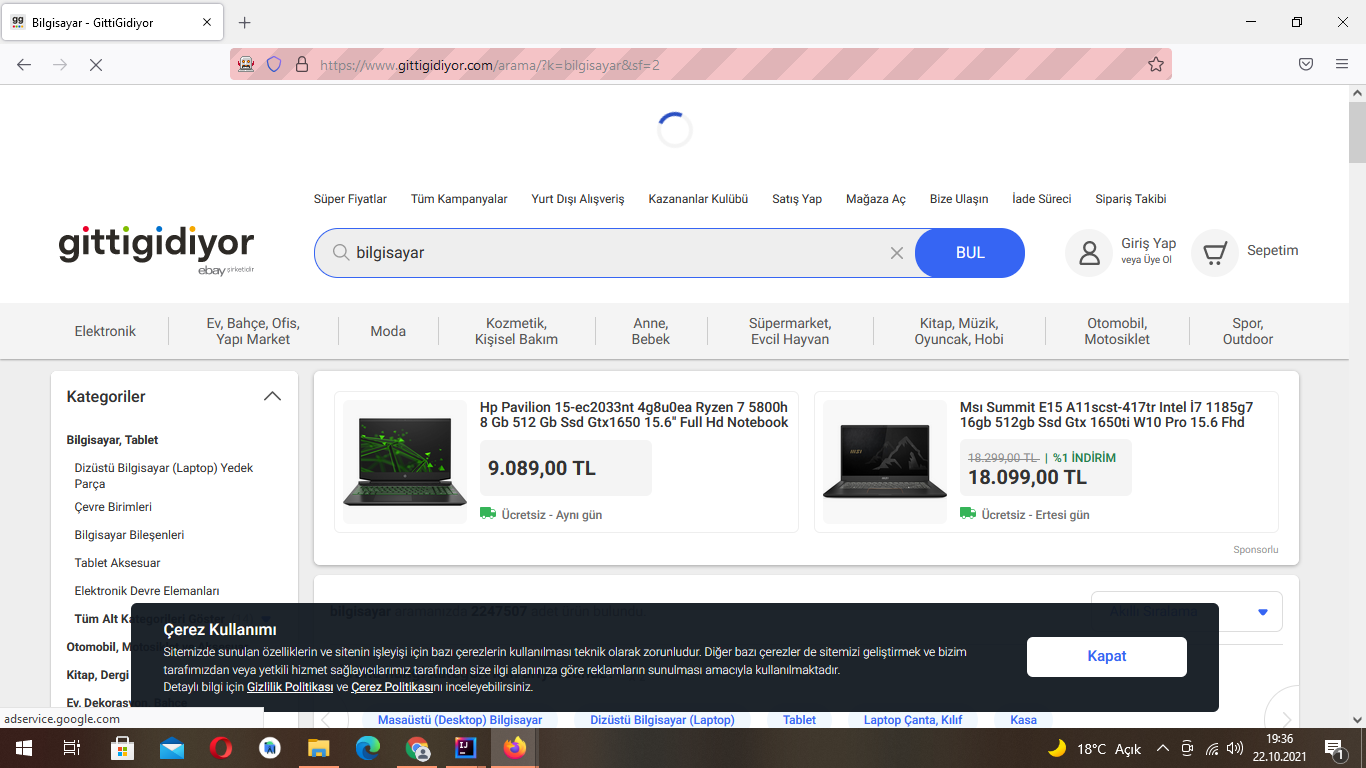 Bilgisayar - GittiGidiyor
https://www.gittigidiyor.com/arama/?k=bilgisayar&sf=2
Süper Fiyatlar
Tüm Kampanyalar
Yurt Dışı Alışveriş
Kazananlar Kulübü
Satış Yap
Mağaza Aç
Bize Ulaşın
İade Süreci
Sipariş Takibi
gittigidiyor
ebay şirketidir
bilgisayar
BUL
Giriş Yap
veya Üye Ol
Sepetim
Elektronik
Ev, Bahçe, Ofis,
Yapı Market
Moda
Kozmetik,
Kişisel Bakım
Anne,
Bebek
Süpermarket,
Evcil Hayvan
Kitap, Müzik,
Oyuncak, Hobi
Otomobil,
Motosiklet
Spor,
Outdoor
Kategoriler
Bilgisayar, Tablet
Dizüstü Bilgisayar (Laptop) Yedek
Parça
Çevre Birimleri
Bilgisayar Bileşenleri
Tablet Aksesuar
Elektronik Devre Elemanları
Tüm Alt Kategorileri
Otomobil, Motosiklet
Kitap, Dergi
Ev, Dekorasyon, Bahçe
Hp Pavilion 15-ec2033nt 4g8u0ea Ryzen 7 5800h
8 Gb 512 Gb Ssd Gtx1650 15.6" Full Hd Notebook
9.089,00 TL
Ücretsiz - Aynı gün
Msı Summit E15 A11scst-417tr Intel İ7 1185g7
16gb 512gb Ssd Gtx 1650ti W10 Pro 15.6 Fhd
18.299,00 TL | %1 İNDİRİM
18.099,00 TL
Ücretsiz - Ertesi gün
Sponsorlu
bilgisayar aramanızda 2247507 adet ürün bulundu.
Akıllı Sıralama
Çerez Kullanımı
Sitemizde sunulan özelliklerin ve sitenin işleyişi için bazı çerezlerin kullanılması teknik olarak zorunludur. Diğer bazı çerezler de sitemizi geliştirmek ve bizim
tarafımızdan veya yetkili hizmet sağlayıcılarımız tarafından size ilgi alanınıza göre reklamların sunulması amacıyla kullanılmaktadır.
Detaylı bilgi için Gizlilik Politikası ve Çerez Politikasını inceleyebilirsiniz.
Kapat
Masaüstü (Desktop) Bilgisayar
Dizüstü Bilgisayar (Laptop)
Tablet
Laptop Çanta, Kılıf
Kasa
adservice.google.com
18°C Açık
19:36
22.10.2021
1